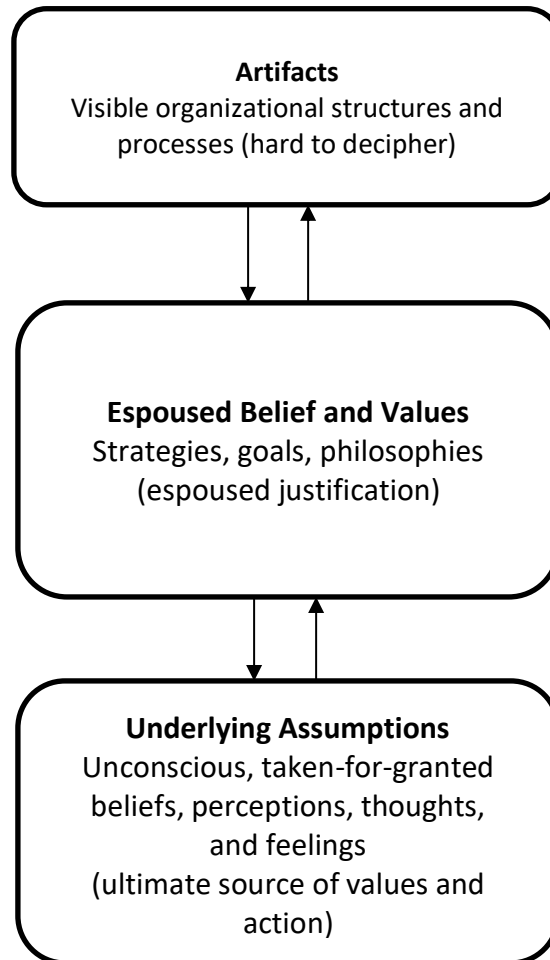 Artifacts
Visible organizational structures and
processes (hard to decipher)
Espoused Belief and Values
Strategies, goals, philosophies
(espoused justification)
Underlying Assumptions
Unconscious, taken-for-granted
beliefs, perceptions, thoughts,
and feelings
(ultimate source of values and
action)